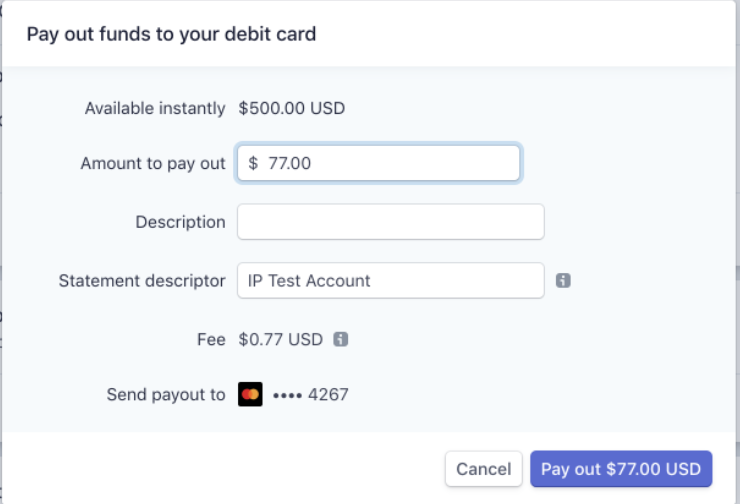 Pay out funds to your debit card
Available instantly $500.00 USD
Amount to pay out $ 77.00
Description
Statement descriptor IP Test Account
Fee $0.77 USD
Send payout to •••• 4267
Cancel Pay out $77.00 USD